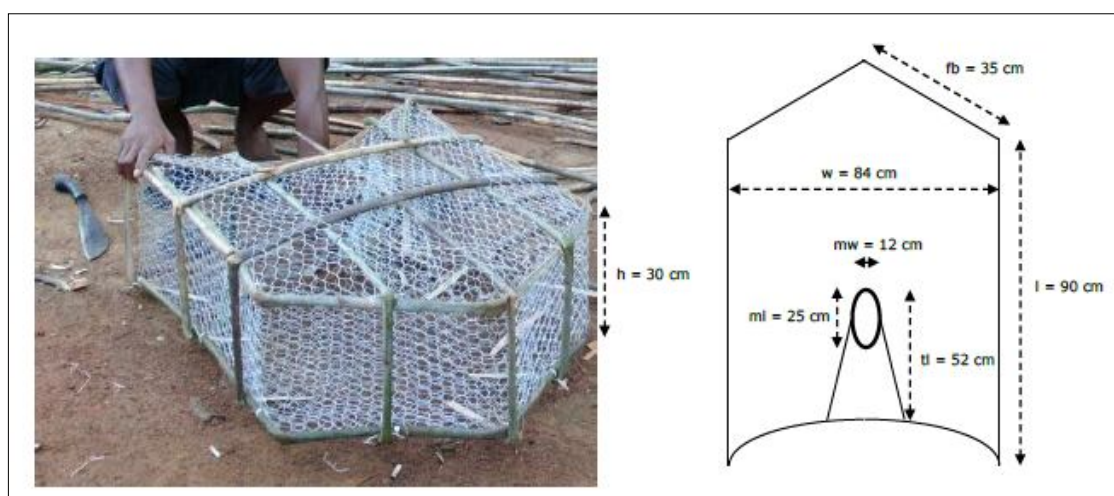 fb = 35 cm
w = 84 cm
mw = 12 cm
h = 30 cm
l = 90 cm
ml = 25 cm
tl = 52 cm